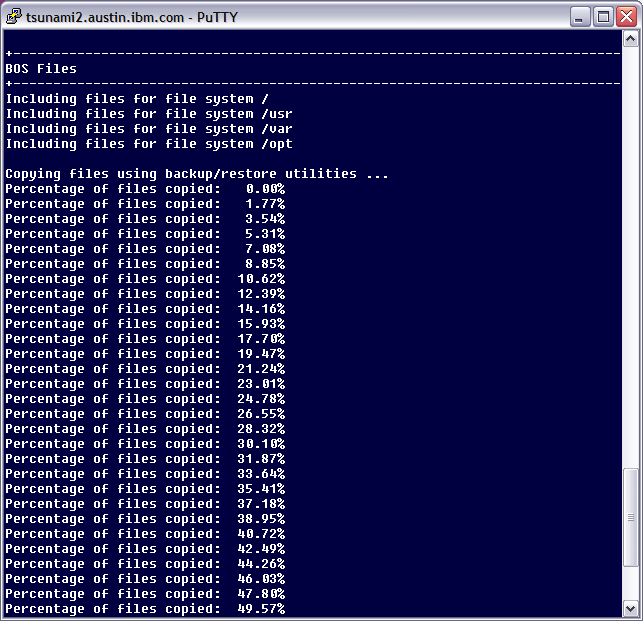 tsunami2.austin.ibm.com - PuTTY
+---------------------------------------------------------------------------
BOS Files
+---------------------------------------------------------------------------
Including files for file system /
Including files for file system /usr
Including files for file system /var
Including files for file system /opt
Copying files using backup/restore utilities ...
Percentage of files copied:   0.00%
Percentage of files copied:   1.77%
Percentage of files copied:   3.54%
Percentage of files copied:   5.31%
Percentage of files copied:   7.08%
Percentage of files copied:   8.85%
Percentage of files copied:  10.62%
Percentage of files copied:  12.39%
Percentage of files copied:  14.16%
Percentage of files copied:  15.93%
Percentage of files copied:  17.70%
Percentage of files copied:  19.47%
Percentage of files copied:  21.24%
Percentage of files copied:  23.01%
Percentage of files copied:  24.78%
Percentage of files copied:  26.55%
Percentage of files copied:  28.32%
Percentage of files copied:  30.10%
Percentage of files copied:  31.87%
Percentage of files copied:  33.64%
Percentage of files copied:  35.41%
Percentage of files copied:  37.18%
Percentage of files copied:  38.95%
Percentage of files copied:  40.72%
Percentage of files copied:  42.49%
Percentage of files copied:  44.26%
Percentage of files copied:  46.03%
Percentage of files copied:  47.80%
Percentage of files copied:  49.57%